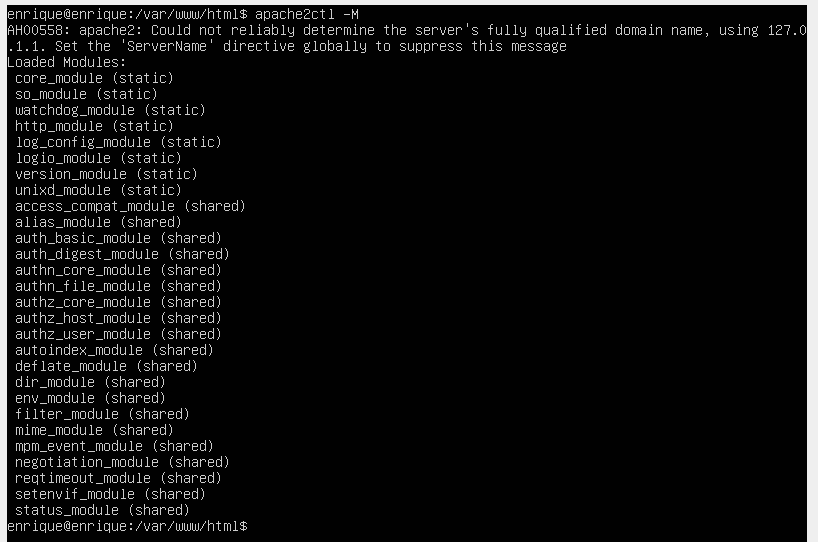 enrique@enrique:/var/www/html$ apache2ctl -M
AH00558: apache2: Could not reliably determine the server's fully qualified domain name, using 127.0
.1.1. Set the 'ServerName' directive globally to suppress this message
Loaded Modules:
 core_module (static)
 so_module (static)
 watchdog_module (static)
 http_module (static)
 log_config_module (static)
 logio_module (static)
 version_module (static)
 unixd_module (static)
 access_compat_module (shared)
 alias_module (shared)
 auth_basic_module (shared)
 auth_digest_module (shared)
 authn_core_module (shared)
 authn_file_module (shared)
 authz_core_module (shared)
 authz_host_module (shared)
 authz_user_module (shared)
 autoindex_module (shared)
 deflate_module (shared)
 dir_module (shared)
 env_module (shared)
 filter_module (shared)
 mime_module (shared)
 mpm_event_module (shared)
 negotiation_module (shared)
 reqtimeout_module (shared)
 setenvif_module (shared)
 status_module (shared)
enrique@enrique:/var/www/html$